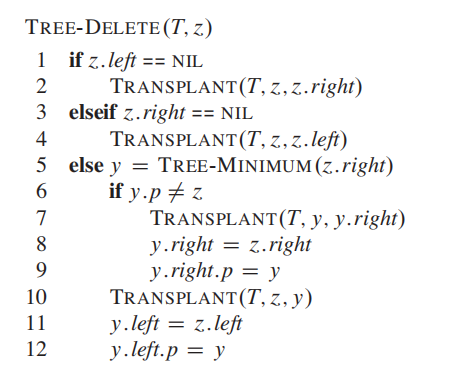 TREE-DELETE(T, z)
1 if z.left == NIL
2 TRANSPLANT(T, z, z.right)
3 elseif z.right == NIL
4 TRANSPLANT(T, z, z.left)
5 else y = TREE-MINIMUM(z.right)
6 if y.p ≠ z
7 TRANSPLANT(T, y, y.right)
8 y.right = z.right
9 y.right.p = y
10 TRANSPLANT(T, z, y)
11 y.left = z.left
12 y.left.p = y